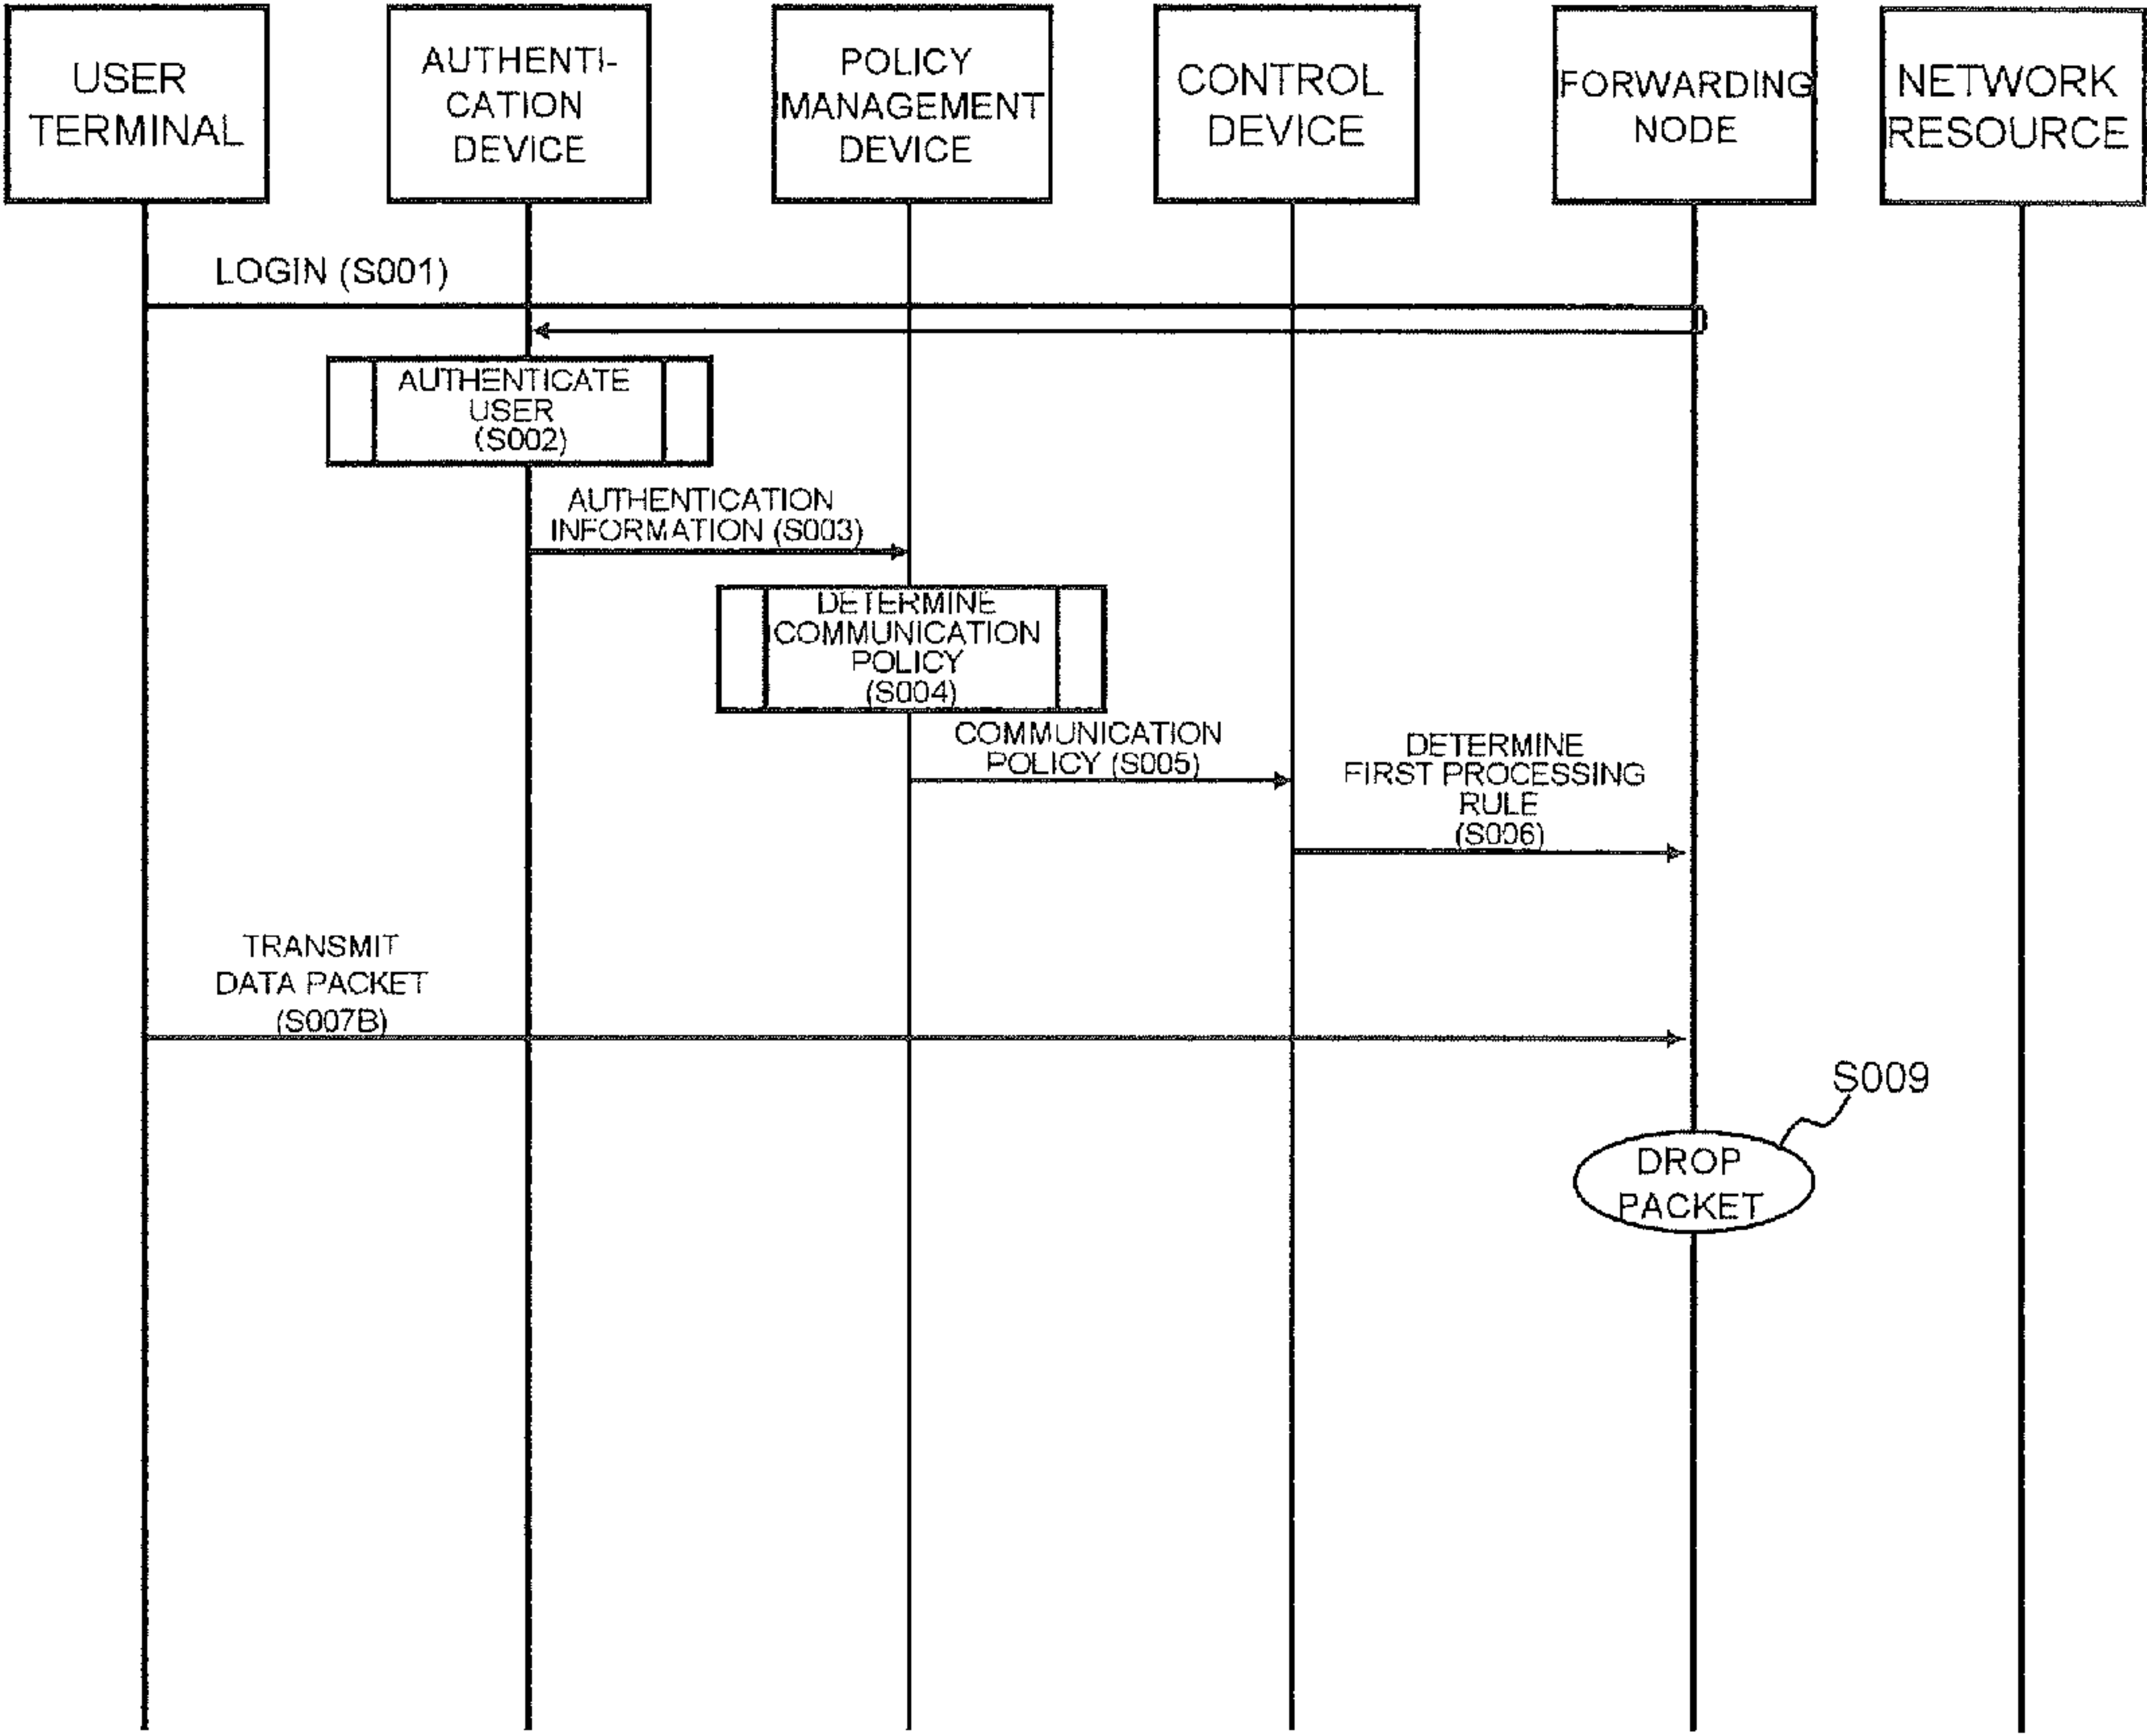 USER
TERMINAL
AUTHENTI-
CATION
DEVICE
POLICY
MANAGEMENT
DEVICE
CONTROL
DEVICE
FORWARDING
NODE
NETWORK
RESOURCE
LOGIN (S001)
AUTHENTICATE
USER
(S002)
AUTHENTICATION
INFORMATION (S003)
DETERMINE
COMMUNICATION
POLICY
(S004)
COMMUNICATION
POLICY (S005)
DETERMINE
FIRST PROCESSING
RULE
(S006)
TRANSMIT
DATA PACKET
(S007B)
S009
DROP
PACKET